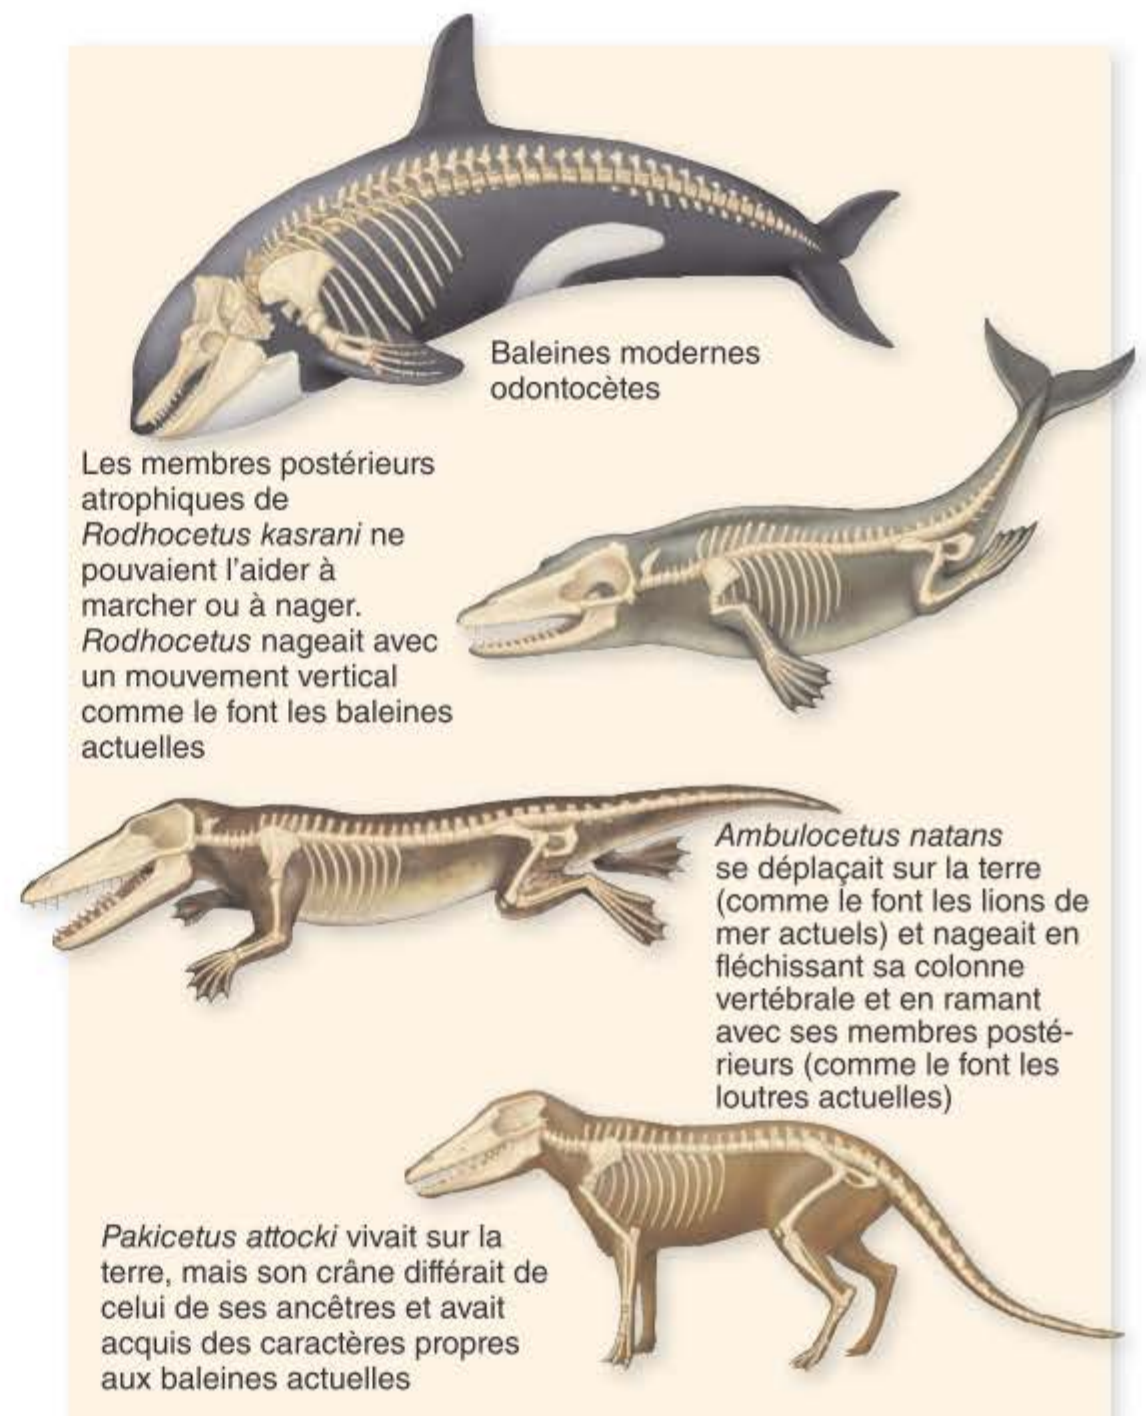 Baleines modernes
odontocètes
Les membres postérieurs
atrophiques de
Rodhocetus kasrani ne
pouvaient l'aider à
marcher ou à nager.
Rodhocetus nageait avec
un mouvement vertical
comme le font les baleines
actuelles
Ambulocetus natans
se déplaçait sur la terre
(comme le font les lions de
mer actuels) et nageait en
fléchissant sa colonne
vertébrale et en ramant
avec ses membres posté-
rieurs (comme le font les
loutres actuelles)
Pakicetus attocki vivait sur la
terre, mais son crâne différait de
celui de ses ancêtres et avait
acquis des caractères propres
aux baleines actuelles